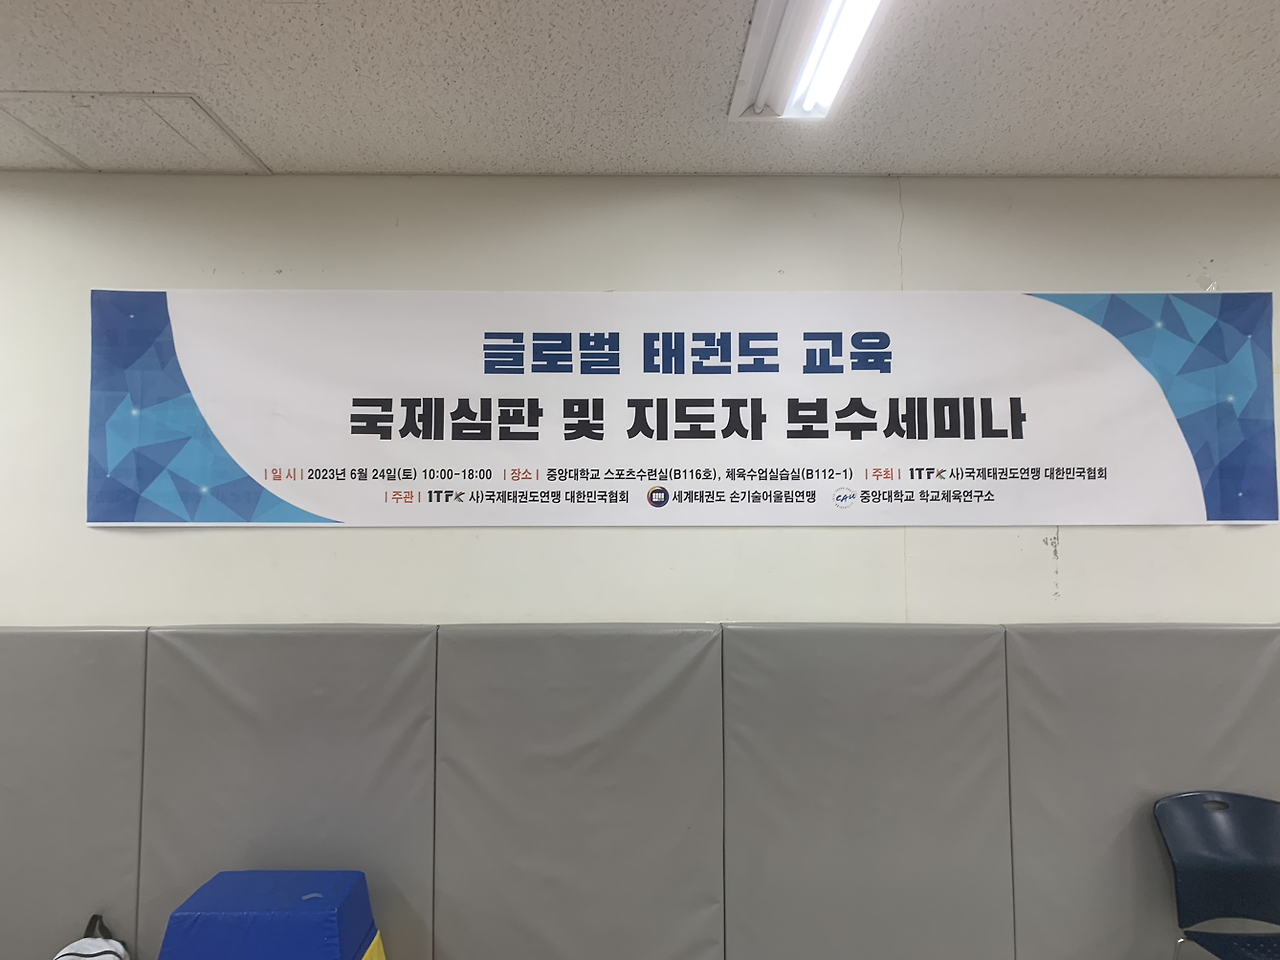 글로벌 태권도 교육
국제심판 및 지도자 보수세미나
| 일 시 | 2023년 6월 24일(토) 10:00-18:00 | 장소 | 중앙대학교 스포츠수련실(B116호), 체육수업실습실(B112-1) | 주최 | ITFK 사)국제태권도연맹 대한민국협회
| 주관 | ITFK 사)국제태권도연맹 대한민국협회 세계태권도 손기술어울림연맹 CAU 중앙대학교 학교체육연구소